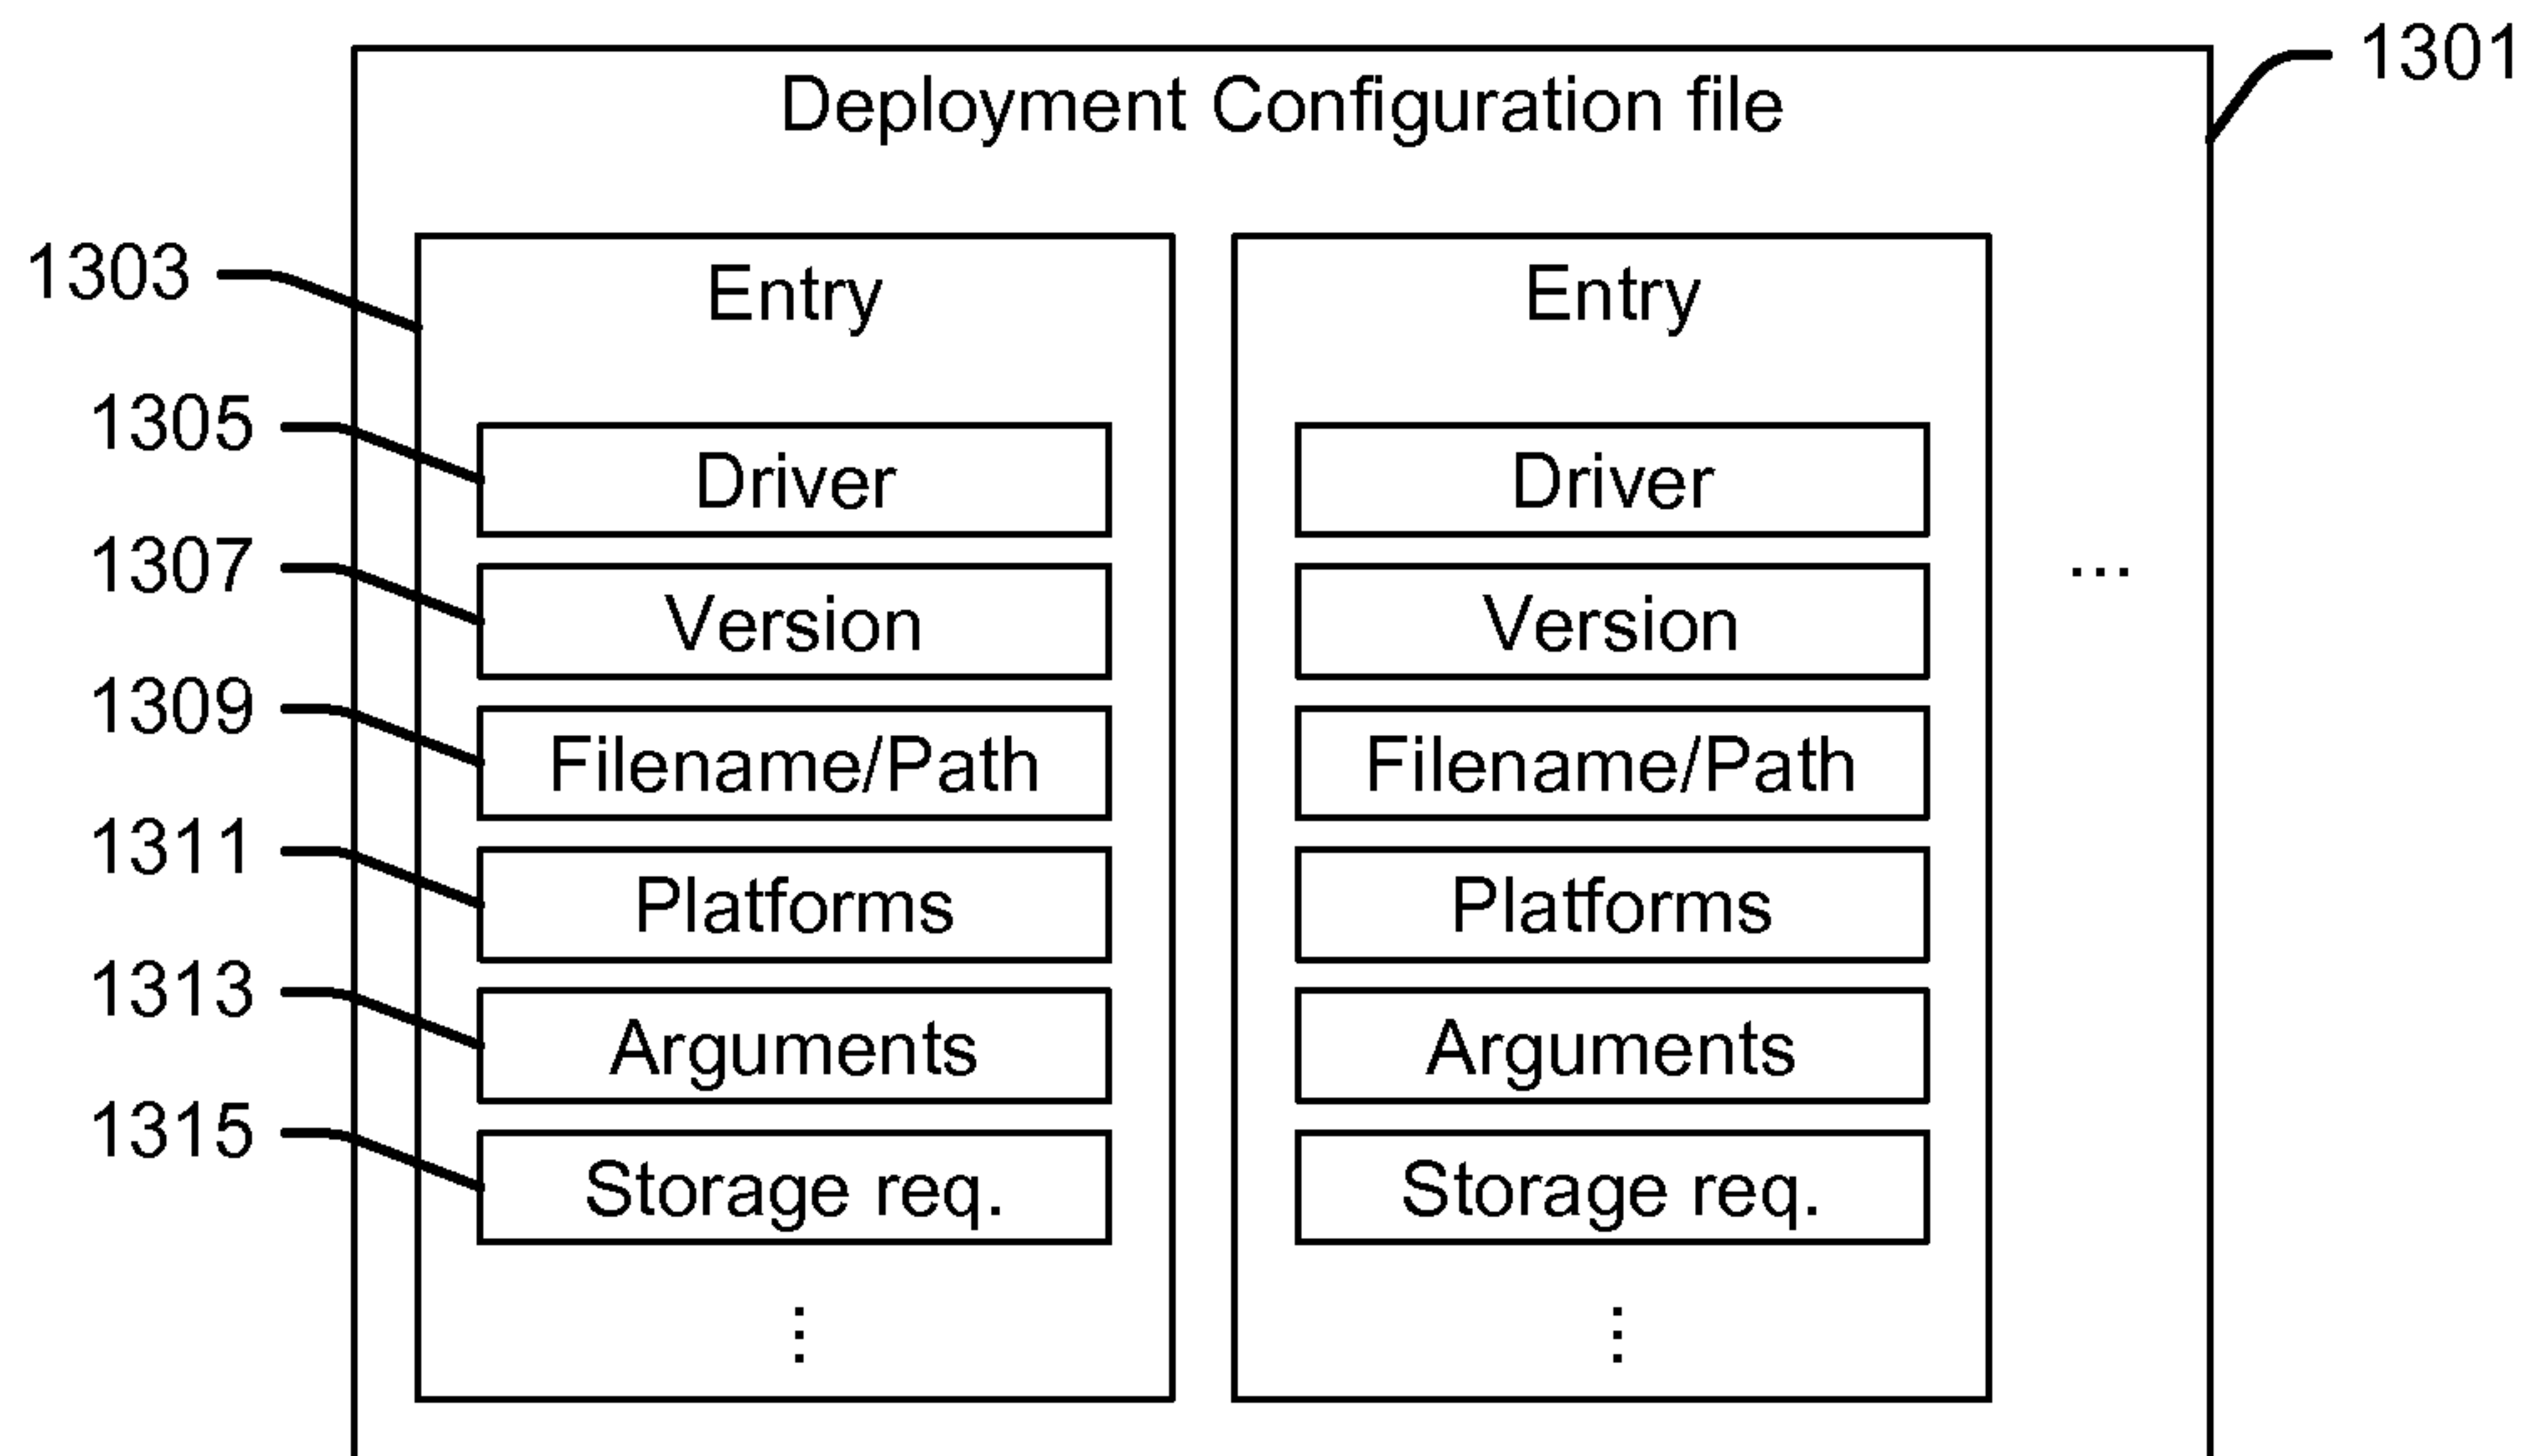 1301
Deployment Configuration file
1303
Entry
Entry
1305
Driver
Driver
1307
Version
Version
...
1309
Filename/Path
Filename/Path
1311
Platforms
Platforms
1313
Arguments
Arguments
1315
Storage req.
Storage req.
⋮
⋮